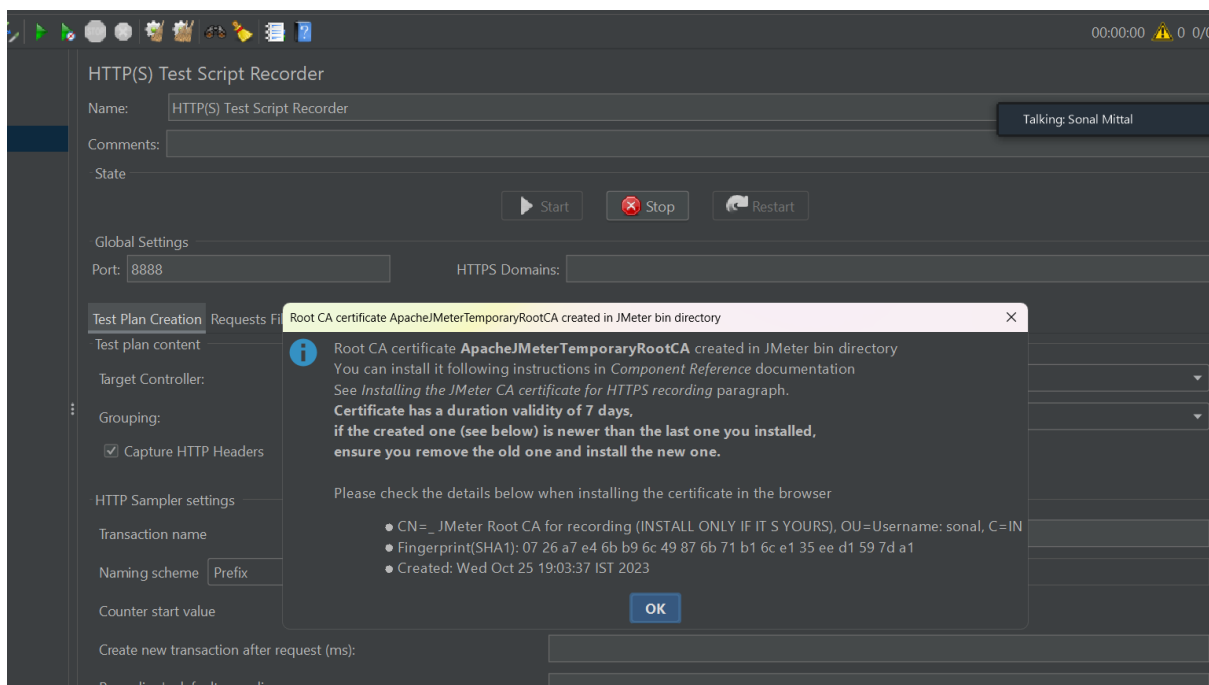 00:00:00 0 0/
HTTP(S) Test Script Recorder
Name: HTTP(S) Test Script Recorder
Talking: Sonal Mittal
Comments:
State
Start Stop Restart
Global Settings
Port: 8888 HTTPS Domains:
Test Plan Creation Requests
Root CA certificate ApacheJMeterTemporaryRootCA created in JMeter bin directory
Test plan content
Target Controller:
Grouping:
Capture HTTP Headers
Root CA certificate ApacheJMeterTemporaryRootCA created in JMeter bin directory
You can install it following instructions in Component Reference documentation
See Installing the JMeter CA certificate for HTTPS recording paragraph.
Certificate has a duration validity of 7 days,
if the created one (see below) is newer than the last one you installed,
ensure you remove the old one and install the new one.
Please check the details below when installing the certificate in the browser
CN=_ JMeter Root CA for recording (INSTALL ONLY IF IT S YOURS), OU=Username: sonal, C=IN
Fingerprint(SHA1): 07 26 a7 e4 6b b9 6c 49 87 6b 71 b1 6c e1 35 ee d1 59 7d a1
Created: Wed Oct 25 19:03:37 IST 2023
OK
HTTP Sampler settings
Transaction name
Naming scheme Prefix
Counter start value
Create new transaction after request (ms):